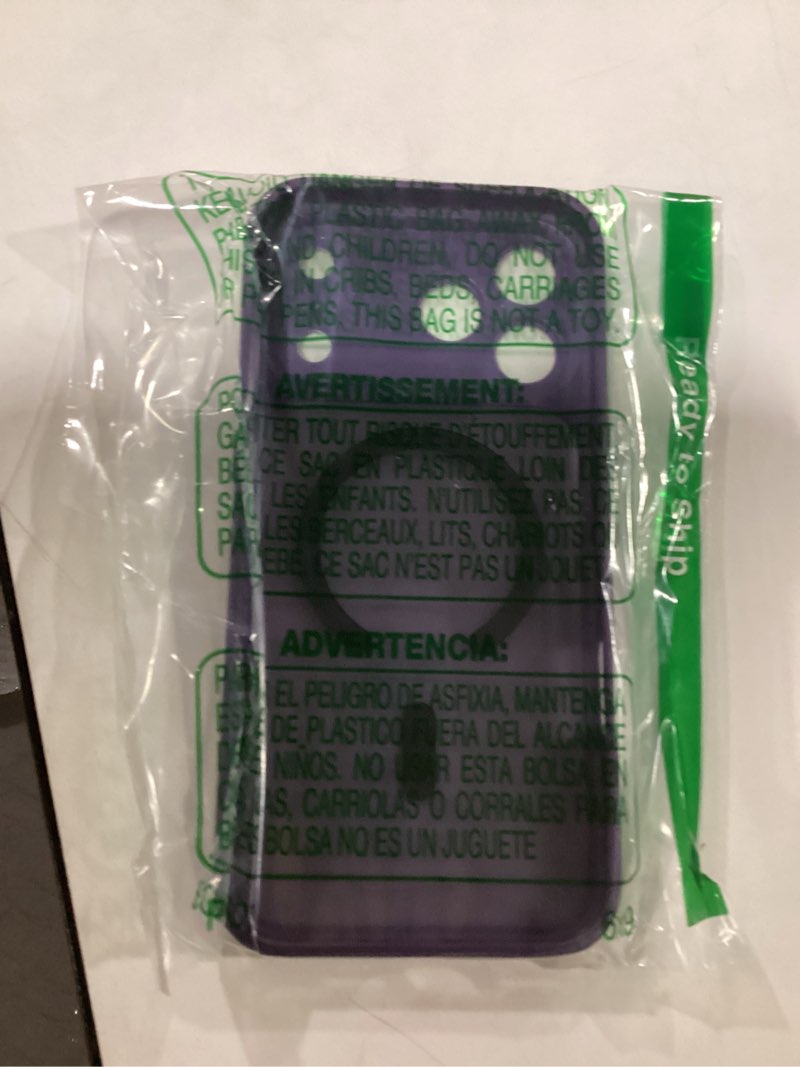 PLASTIC BAG AWAY
AND CHILDREN, DO NOT USE
IN CRIBS, BEDS, CARRIAGES
PENS. THIS BAG IS NOT A TOY.
AVERTISSEMENT:
TOUT RISQUE D'ÉTOUFFEMENT,
CE SAC EN PLASTIQUE LOIN DES
LES ENFANTS. N'UTILISEZ PAS CE
LES BERCEAUX, LITS, CHARIOTS OU
CE SAC N'EST PAS UN JOUET.
ADVERTENCIA:
EL PELIGRO DE ASFIXIA, MANTENGA
DE PLASTICO FUERA DEL ALCANCE
NIÑOS. NO USAR ESTA BOLSA EN
CARRIOLAS O CORRALES PARA
BOLSA NO ES UN JUGUETE
Ready to Ship